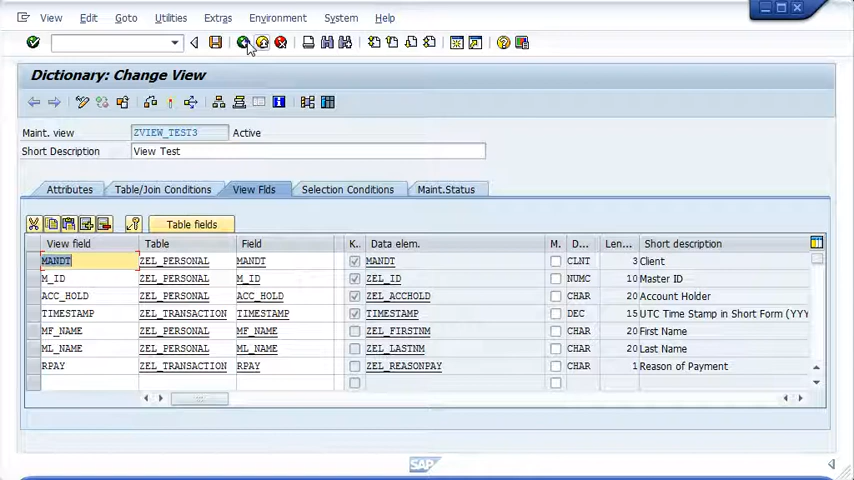 View Edit Goto Utilities Extras Environment System Help
Dictionary: Change View
Maint. view ZVIEW_TEST3 Active
Short Description View Test
Attributes Table/Join Conditions View Flds Selection Conditions Maint.Status
Table fields
View field Table Field K.. Data elem. M. D... Len... Short description
MANDT ZEL_PERSONAL MANDT MANDT CLNT 3 Client
M_ID ZEL_PERSONAL M_ID ZEL_ID NUMC 10 Master ID
ACC_HOLD ZEL_PERSONAL ACC_HOLD ZEL_ACCHOLD CHAR 20 Account Holder
TIMESTAMP ZEL_TRANSACTION TIMESTAMP TIMESTAMP DEC 15 UTC Time Stamp in Short Form (YYY
MF_NAME ZEL_PERSONAL MF_NAME ZEL_FIRSTNM CHAR 20 First Name
ML_NAME ZEL_PERSONAL ML_NAME ZEL_LASTNM CHAR 20 Last Name
RPAY ZEL_TRANSACTION RPAY ZEL_REASONPAY CHAR 1 Reason of Payment
SAP